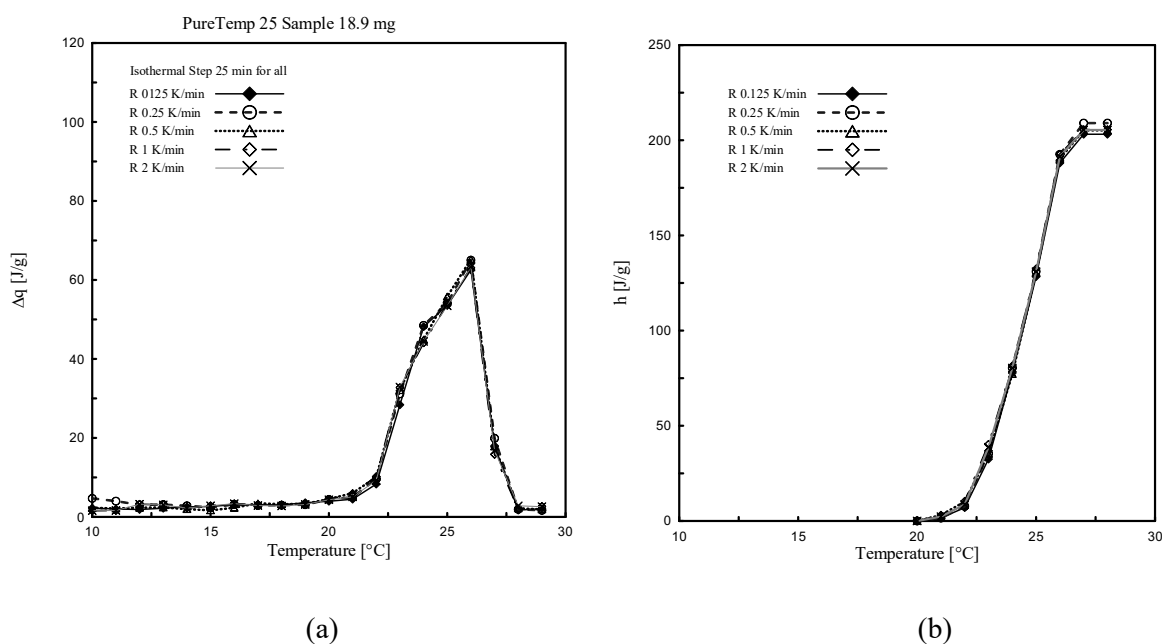 PureTemp 25 Sample 18.9 mg
120
100
80
60
40
20
0
Δq [J/g]
Isothermal Step 25 min for all
R 0125 K/min
R 0.25 K/min
R 0.5 K/min
R 1 K/min
R 2 K/min
10
15
20
25
30
Temperature [°C]
(a)
250
200
150
100
50
0
h [J/g]
R 0.125 K/min
R 0.25 K/min
R 0.5 K/min
R 1 K/min
R 2 K/min
10
15
20
25
30
Temperature [°C]
(b)